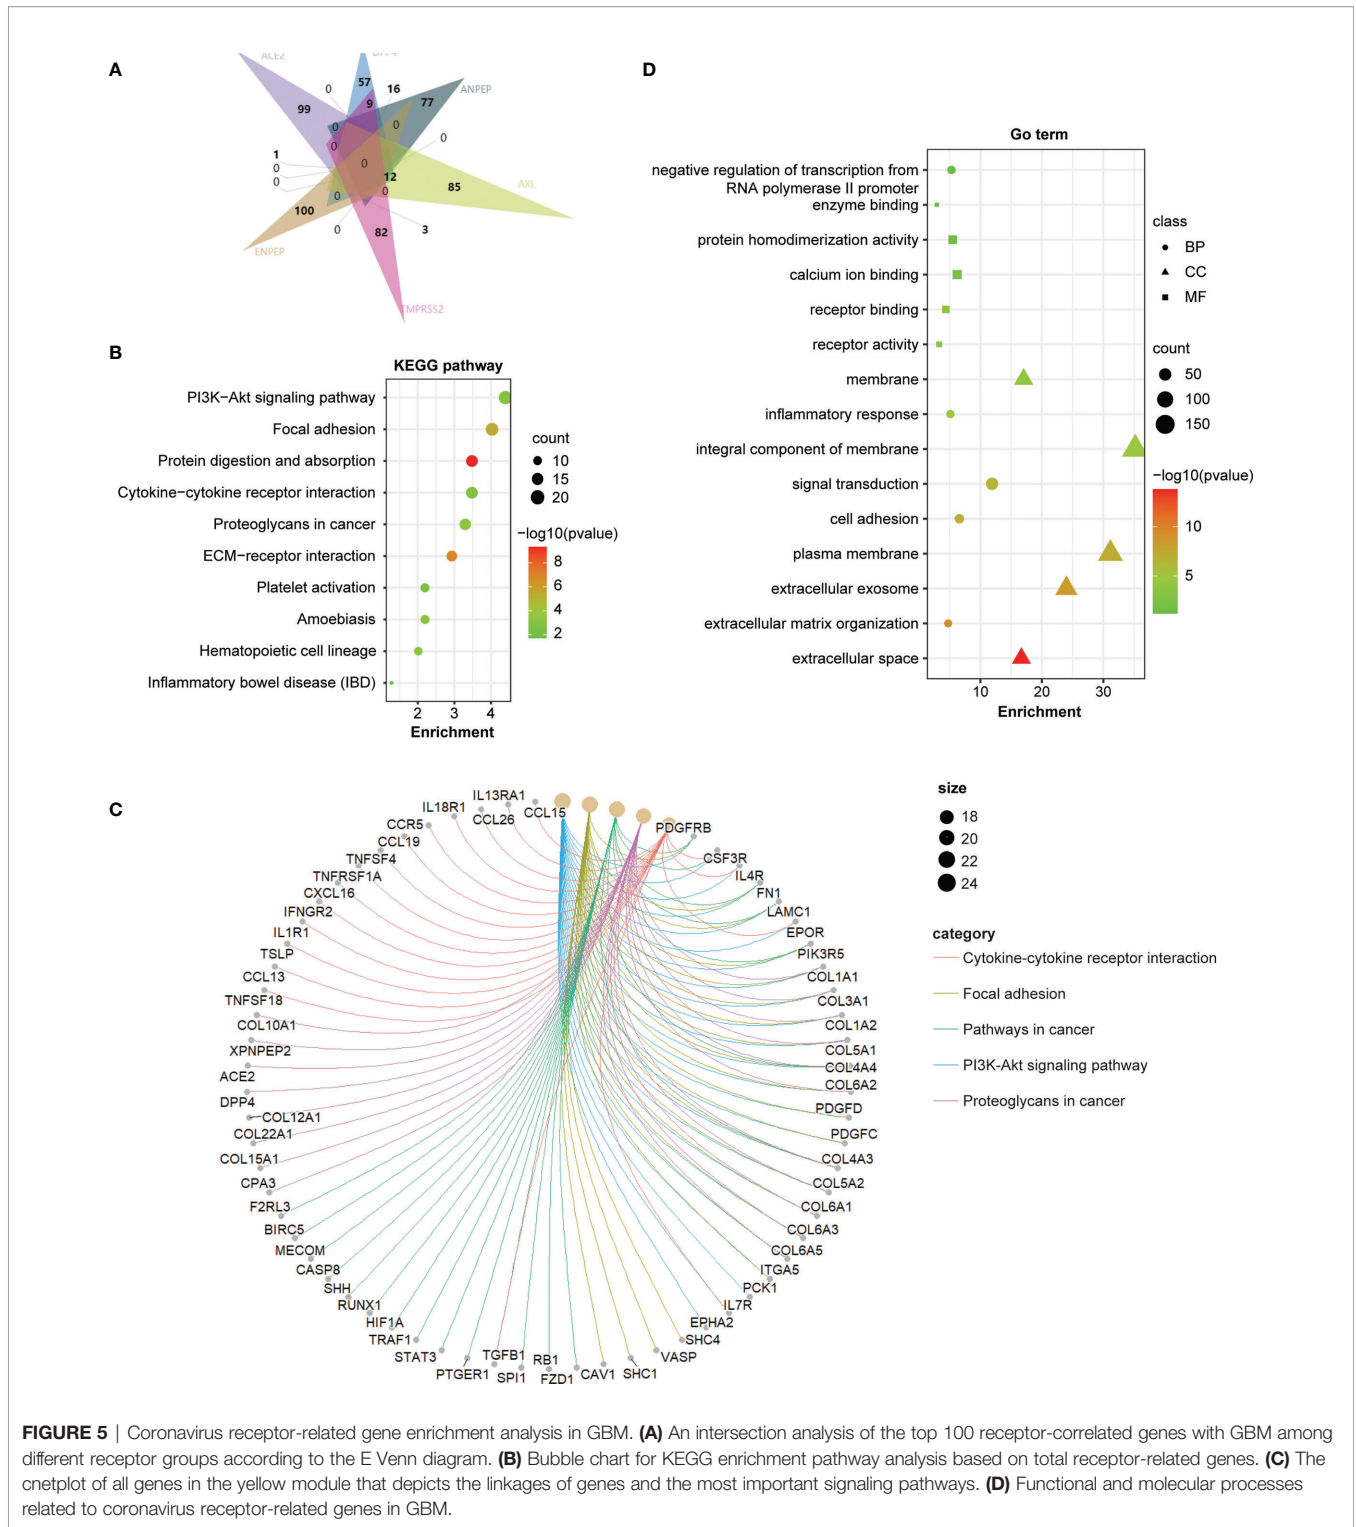 A
ACE2
ANPEP
AXL
TMPRSS2
ENPEP
0
57
16
9
77
99
0
0
0
0
1
0
0
0
12
0
85
0
100
0
82
3
B
KEGG pathway
PI3K−Akt signaling pathway
Focal adhesion
Protein digestion and absorption
Cytokine−cytokine receptor interaction
Proteoglycans in cancer
ECM−receptor interaction
Platelet activation
Amoebiasis
Hematopoietic cell lineage
Inflammatory bowel disease (IBD)
2 3 4
Enrichment
count
10
15
20
−log10(pvalue)
8
6
4
2
D
Go term
negative regulation of transcription from
RNA polymerase II promoter
enzyme binding
protein homodimerization activity
calcium ion binding
receptor binding
receptor activity
membrane
inflammatory response
integral component of membrane
signal transduction
cell adhesion
plasma membrane
extracellular exosome
extracellular matrix organization
extracellular space
10 20 30
Enrichment
class
BP
CC
MF
count
50
100
150
−log10(pvalue)
10
5
C
IL13RA1
CCL15
IL18R1
CCL26
CCR5
CCL19
TNFSF4
TNFRSF1A
CXCL16
IFNGR2
IL1R1
TSLP
CCL13
TNFSF18
COL10A1
XPNPEP2
ACE2
DPP4
COL12A1
COL22A1
COL15A1
CPA3
F2RL3
BIRC5
MECOM
CASP8
SHH
RUNX1
HIF1A
TRAF1
STAT3
PTGER1
TGFB1
SPI1
RB1
FZD1
CAV1
SHC1
VASP
SHC4
EPHA2
IL7R
PCK1
ITGA5
COL6A5
COL6A3
COL6A1
COL5A2
COL4A3
PDGFC
PDGFD
COL6A2
COL4A4
COL5A1
COL1A2
COL3A1
COL1A1
PIK3R5
EPOR
LAMC1
FN1
IL4R
CSF3R
PDGFRB
size
18
20
22
24
category
Cytokine-cytokine receptor interaction
Focal adhesion
Pathways in cancer
PI3K-Akt signaling pathway
Proteoglycans in cancer
FIGURE 5 | Coronavirus receptor-related gene enrichment analysis in GBM. (A) An intersection analysis of the top 100 receptor-correlated genes with GBM among
different receptor groups according to the E Venn diagram. (B) Bubble chart for KEGG enrichment pathway analysis based on total receptor-related genes. (C) The
cnetplot of all genes in the yellow module that depicts the linkages of genes and the most important signaling pathways. (D) Functional and molecular processes
related to coronavirus receptor-related genes in GBM.